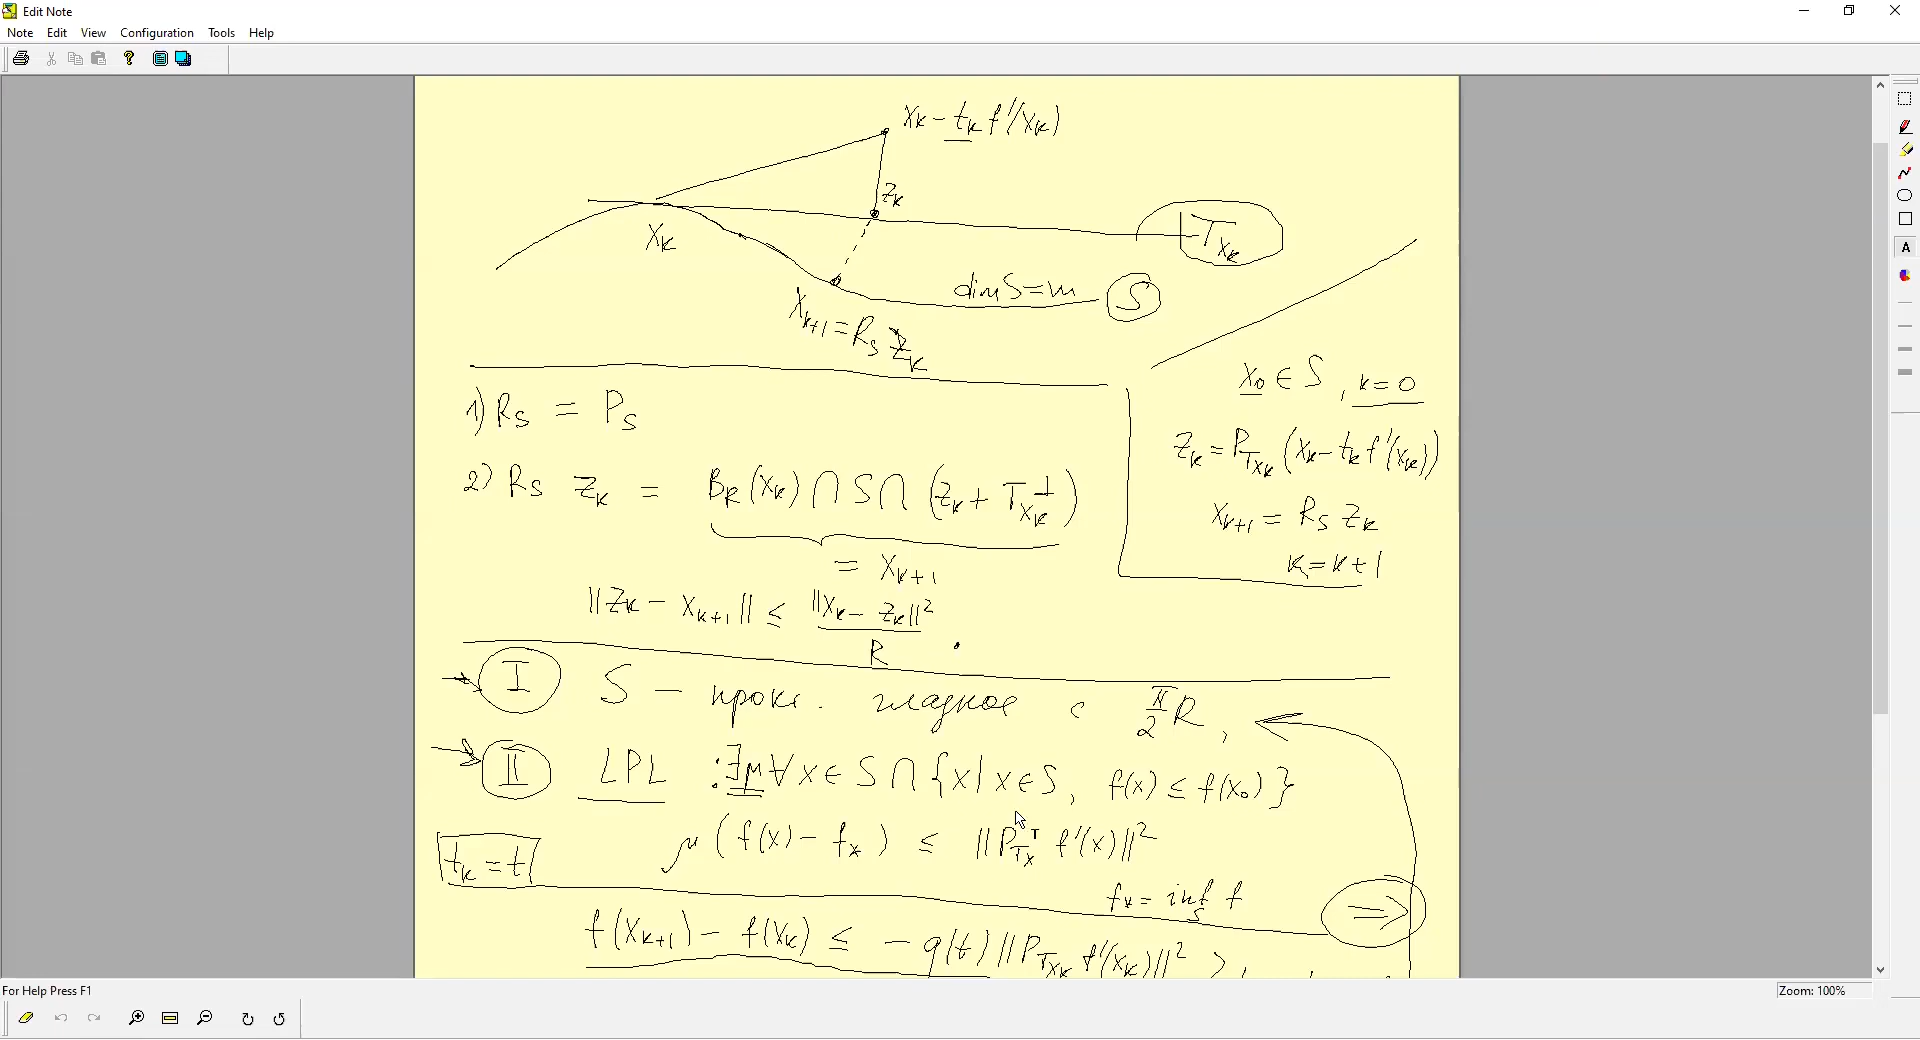 Edit Note
Note Edit View Configuration Tools Help
x_k - t_k f'(x_k)
z_k
T_{x_k}
x_k
dim S = m
S
x_{k+1} = R_S z_k
1) R_S = P_S
2) R_S z_k = B_R(x_k) ∩ S ∩ (z_k + T_{x_k}^⊥)
= x_{k+1}
||z_k - x_{k+1}|| ≤ ||x_k - z_k||² / R .
x_0 ∈ S, k = 0
z_k = P_{T_{x_k}} (x_k - t_k f'(x_k))
x_{k+1} = R_S z_k
k = k + 1
I S - прокс. гладкое с π/2 R,
II LPL : ∃μ ∀x ∈ S ∩ {x | x ∈ S, f(x) ≤ f(x_0)}
μ (f(x) - f_*) ≤ ||P_{T_x} f'(x)||²
t_k = t
f_* = inf_S f
=>
f(x_{k+1}) - f(x_k) ≤ - q(t) ||P_{T_{x_k}} f'(x_k)||²
For Help Press F1
Zoom: 100%